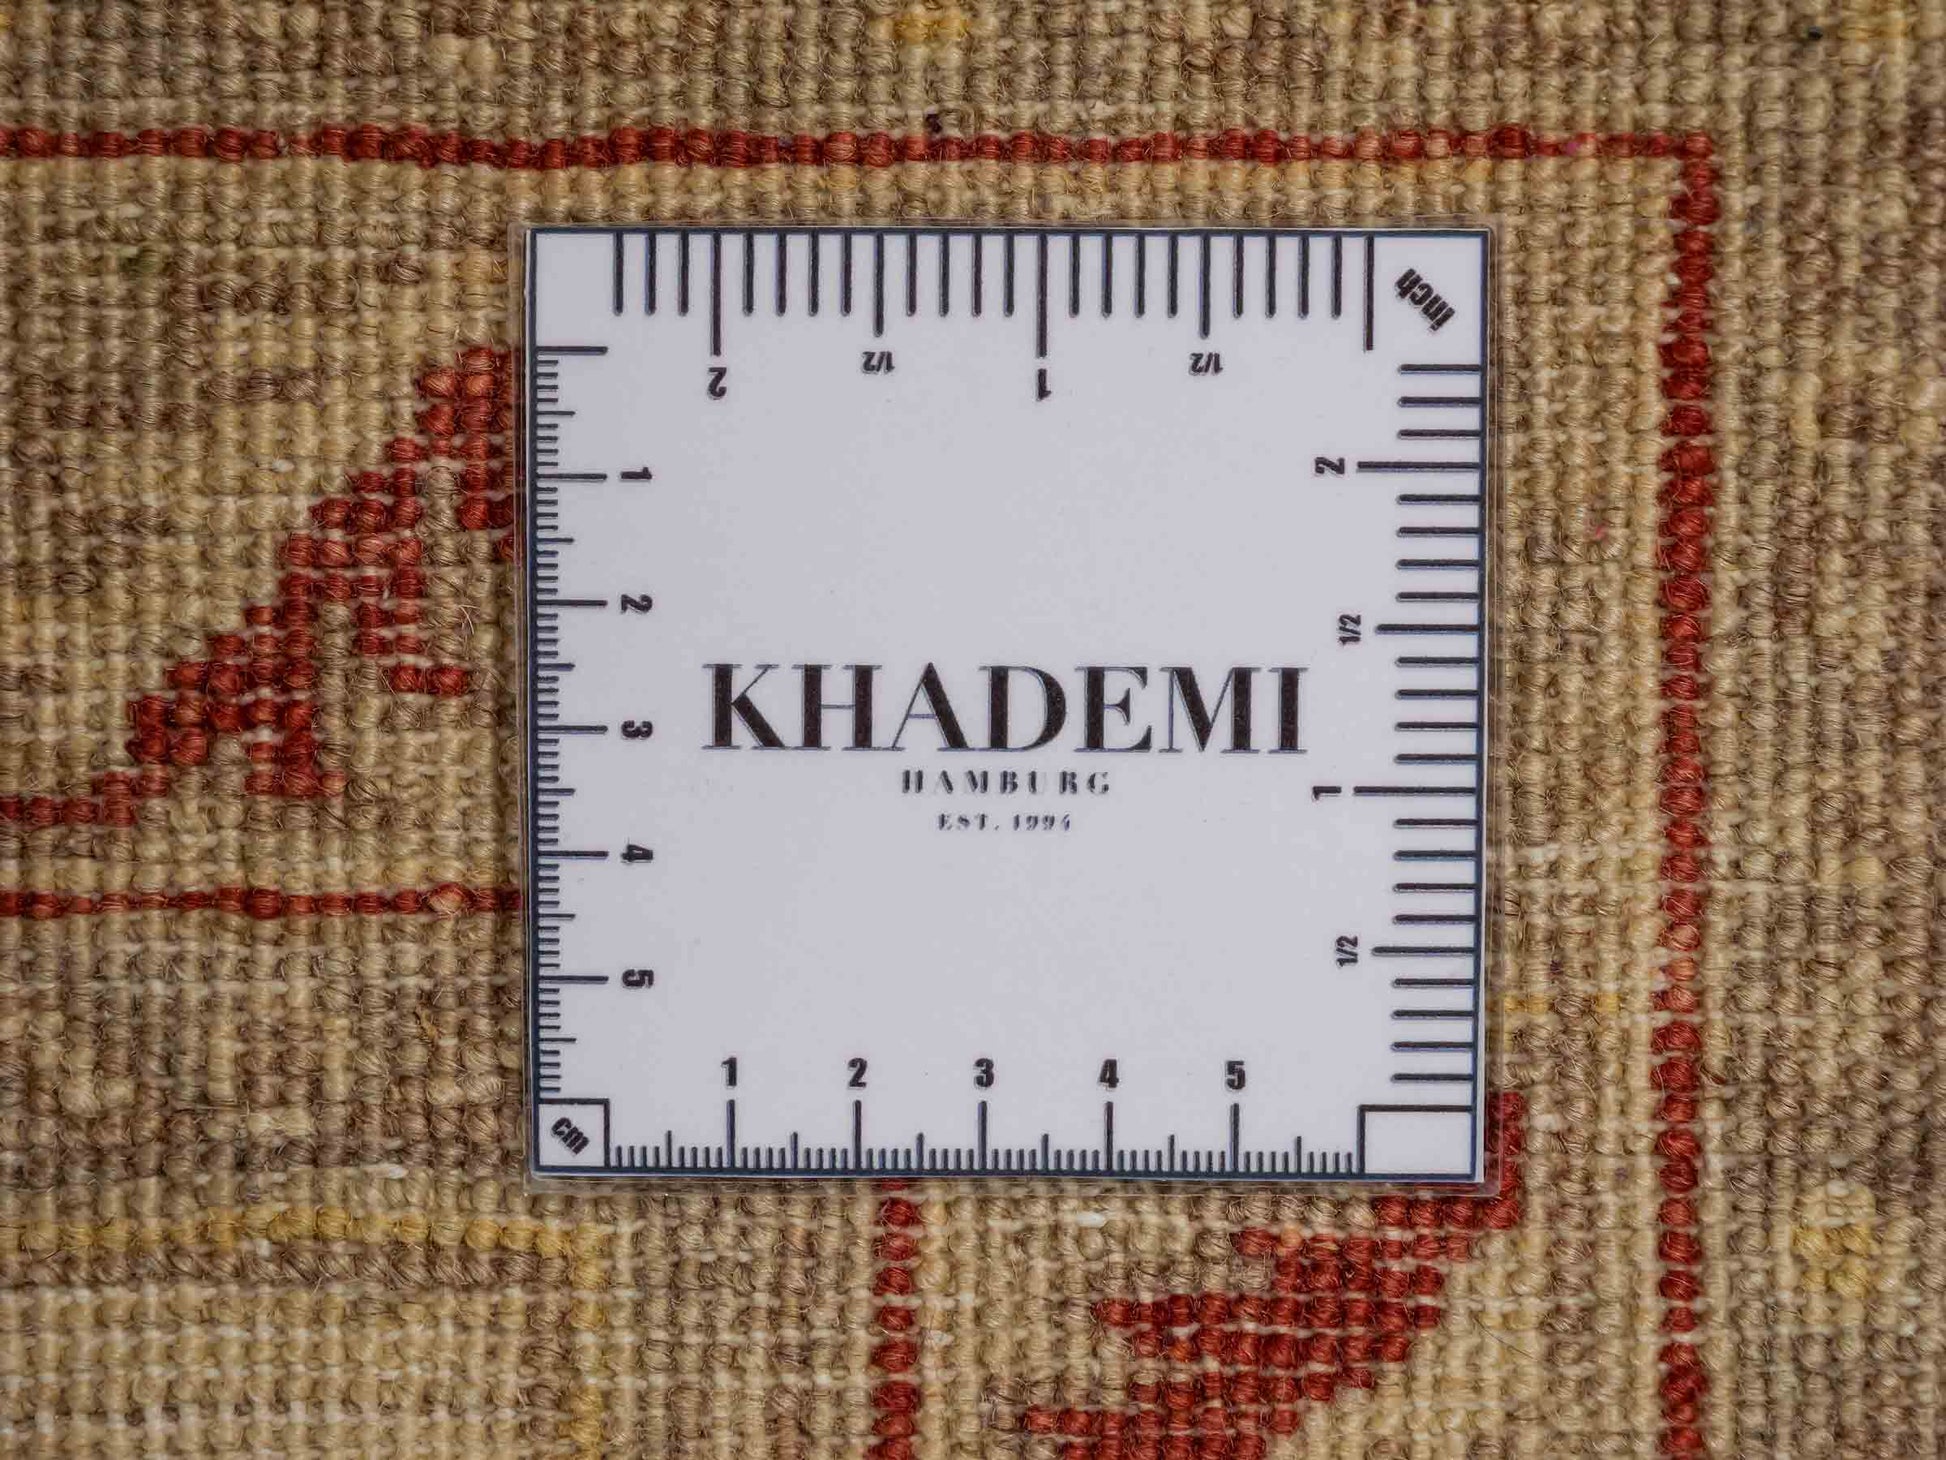 inch
2 1/2 1 1/2
2
1/2
1
1/2
1
2
3
4
5
KHADEMI
HAMBURG
EST. 1994
1 2 3 4 5
cm